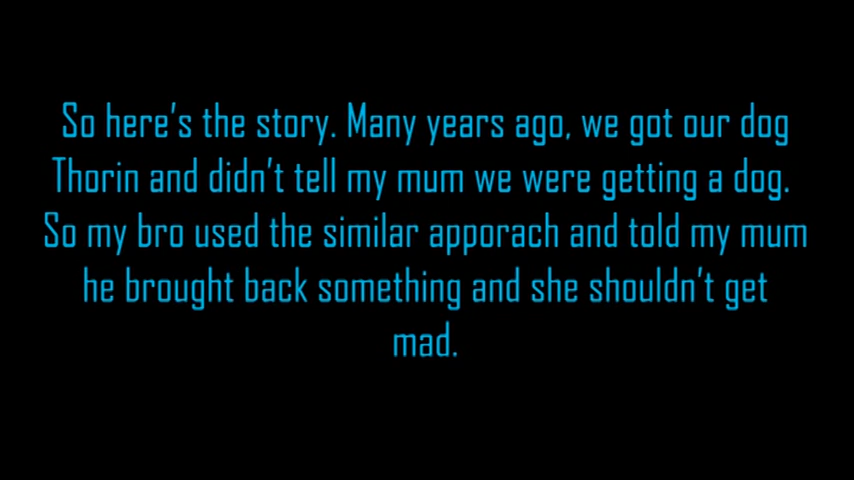 So here's the story. Many years ago, we got our dog
Thorin and didn't tell my mum we were getting a dog.
So my bro used the similar apporach and told my mum
he brought back something and she shouldn't get
mad.